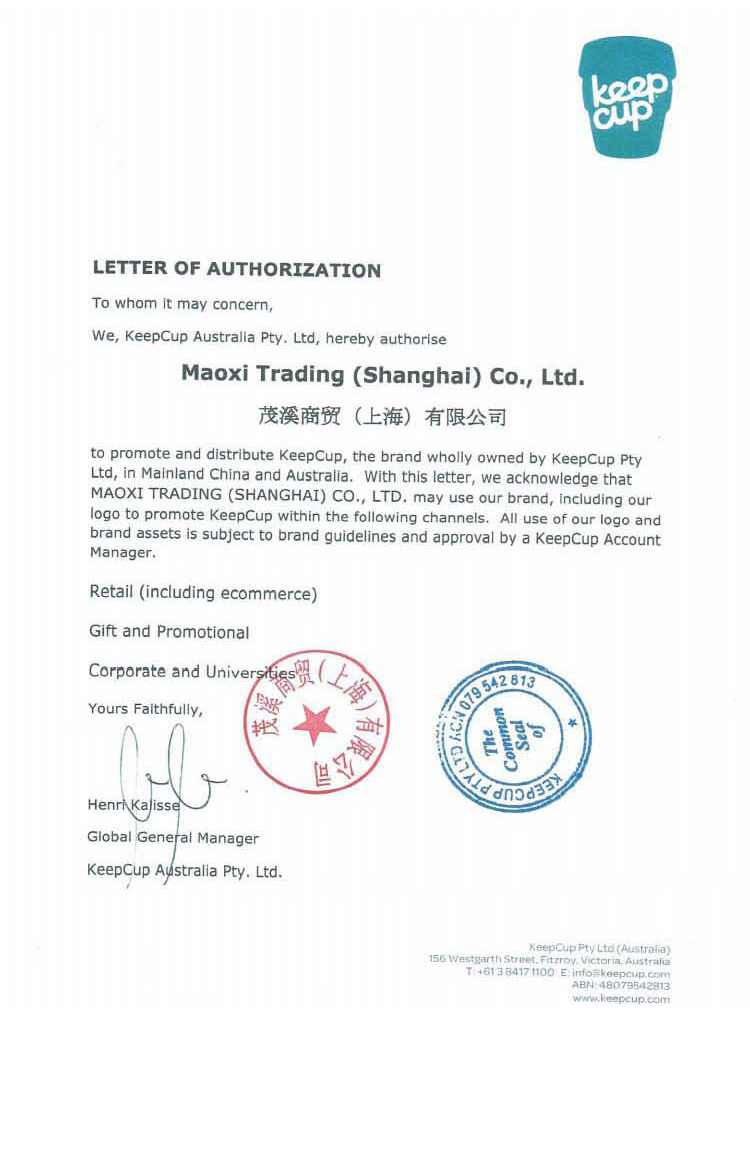 keep
cup
LETTER OF AUTHORIZATION
To whom it may concern,
We, KeepCup Australia Pty. Ltd, hereby authorise
Maoxi Trading (Shanghai) Co., Ltd.
茂溪商贸（上海）有限公司
to promote and distribute KeepCup, the brand wholly owned by KeepCup Pty
Ltd, in Mainland China and Australia.  With this letter, we acknowledge that
MAOXI TRADING (SHANGHAI) CO., LTD. may use our brand, including our
logo to promote KeepCup within the following channels.  All use of our logo and
brand assets is subject to brand guidelines and approval by a KeepCup Account
Manager.
Retail (including ecommerce)
Gift and Promotional
Corporate and Universities
茂溪商贸(上海)有限公司
KEEPCUP PTY LTD ACN 079 542 813
The
Common
Seal
of
Yours Faithfully,
Henri Kalisse
Global General Manager
KeepCup Australia Pty. Ltd.
KeepCup Pty Ltd (Australia)
156 Westgarth Street, Fitzroy, Victoria, Australia
T: +61 3 8417 1100  E: info@keepcup.com
ABN: 48079542813
www.keepcup.com